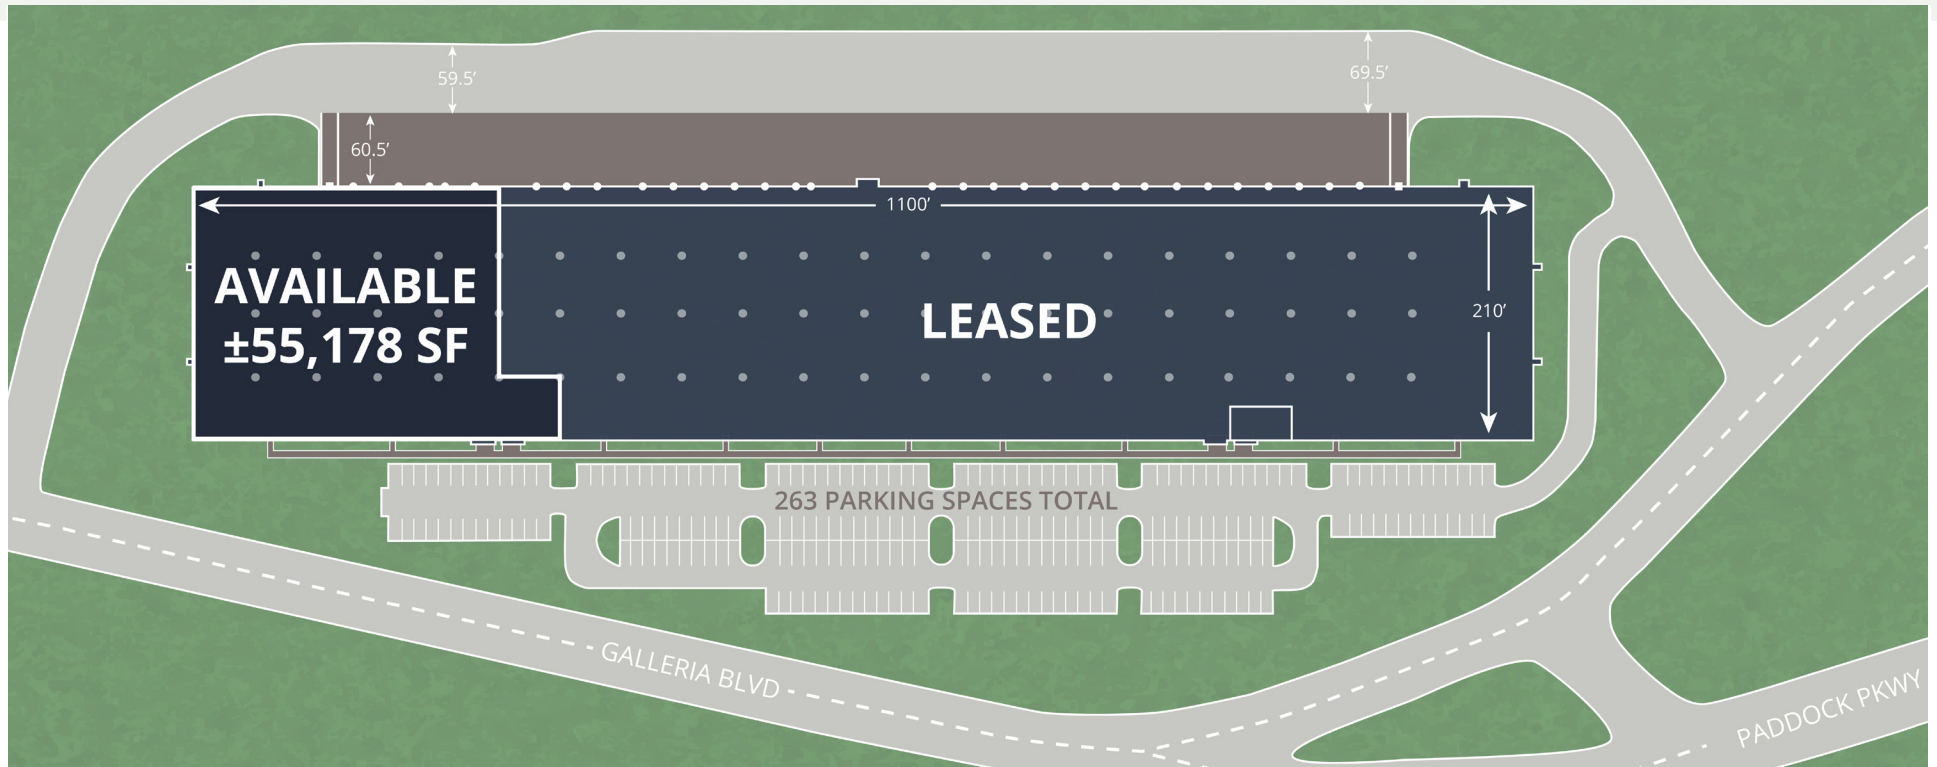 59.5’
69.5’
60.5’
1100’
AVAILABLE
±55,178 SF
LEASED
210’
263 PARKING SPACES TOTAL
GALLERIA BLVD
PADDOCK PKWY